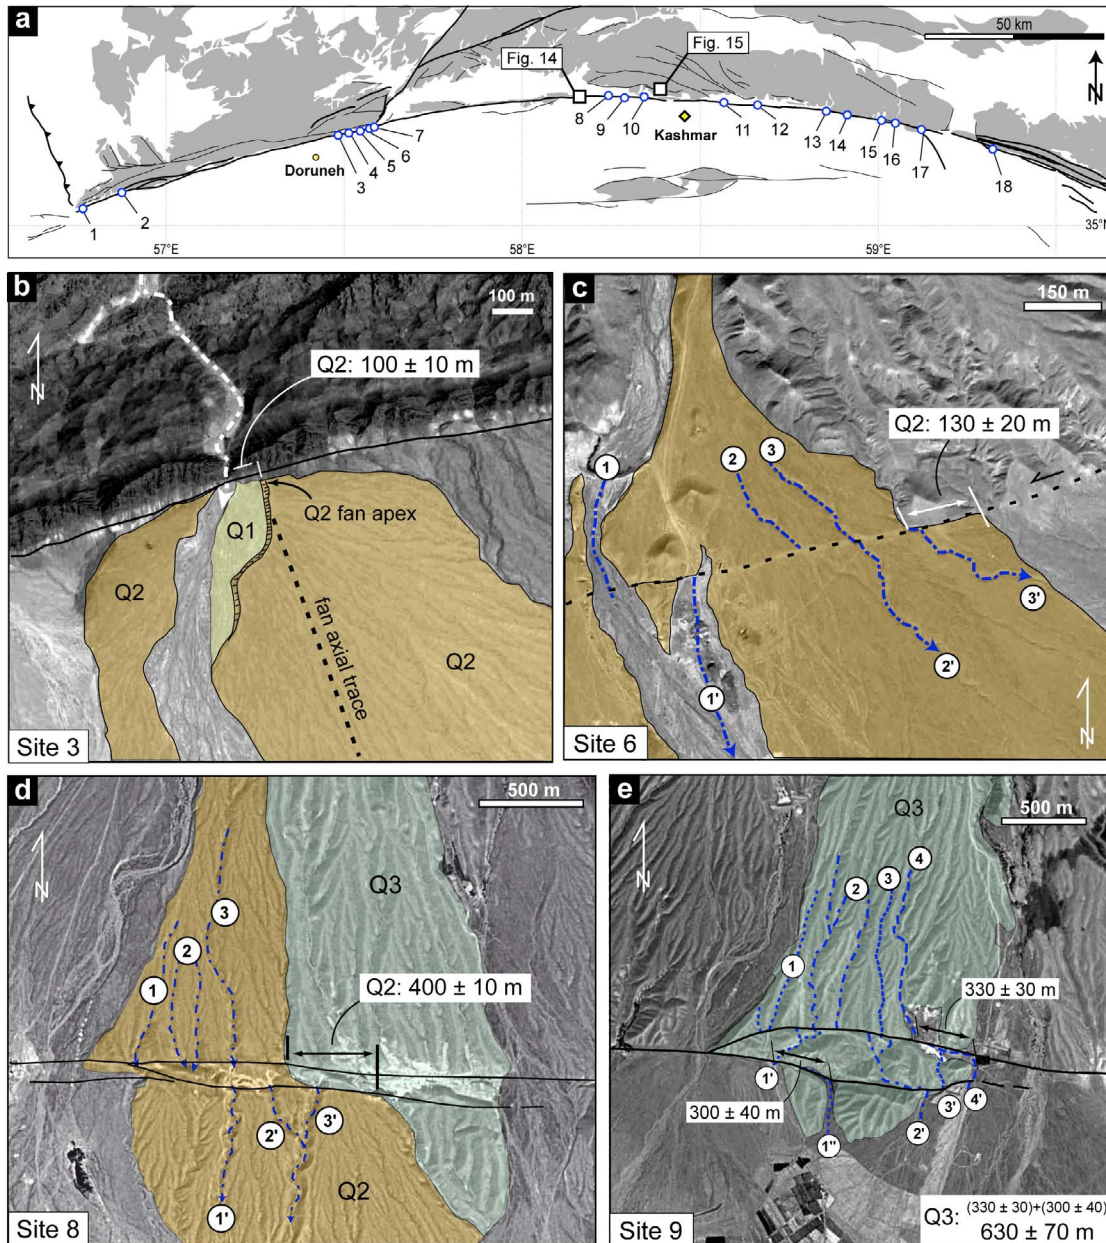 a
50 km
N
Fig. 14
Fig. 15
8
9
10
Kashmar
11
12
13
14
15
16
17
18
7
6
5
4
3
Doruneh
2
1
57°E
58°E
59°E
35°N
b
100 m
N
Q2: 100 ± 10 m
Q1
Q2 fan apex
Q2
Q2
fan axial trace
Site 3
c
150 m
Q2: 130 ± 20 m
1
2
3
3'
2'
1'
N
Site 6
d
500 m
N
Q3
3
2
1
Q2: 400 ± 10 m
2'
3'
1'
Q2
Site 8
e
500 m
N
Q3
4
3
2
1
330 ± 30 m
1'
300 ± 40 m
3'
4'
2'
1''
Q3: (330 ± 30)+(300 ± 40)
630 ± 70 m
Site 9